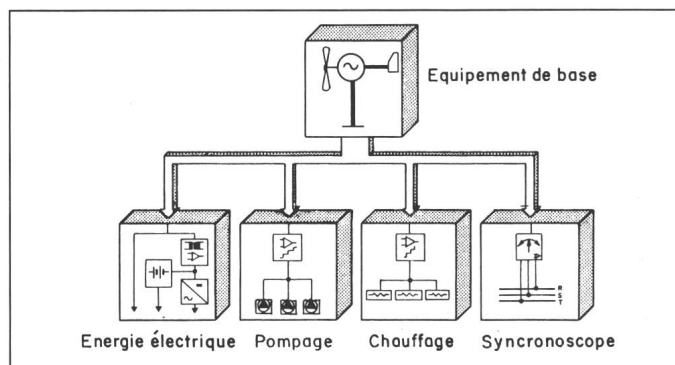 Equipement de base
R
S
T
Energie électrique Pompage Chauffage Syncronoscope